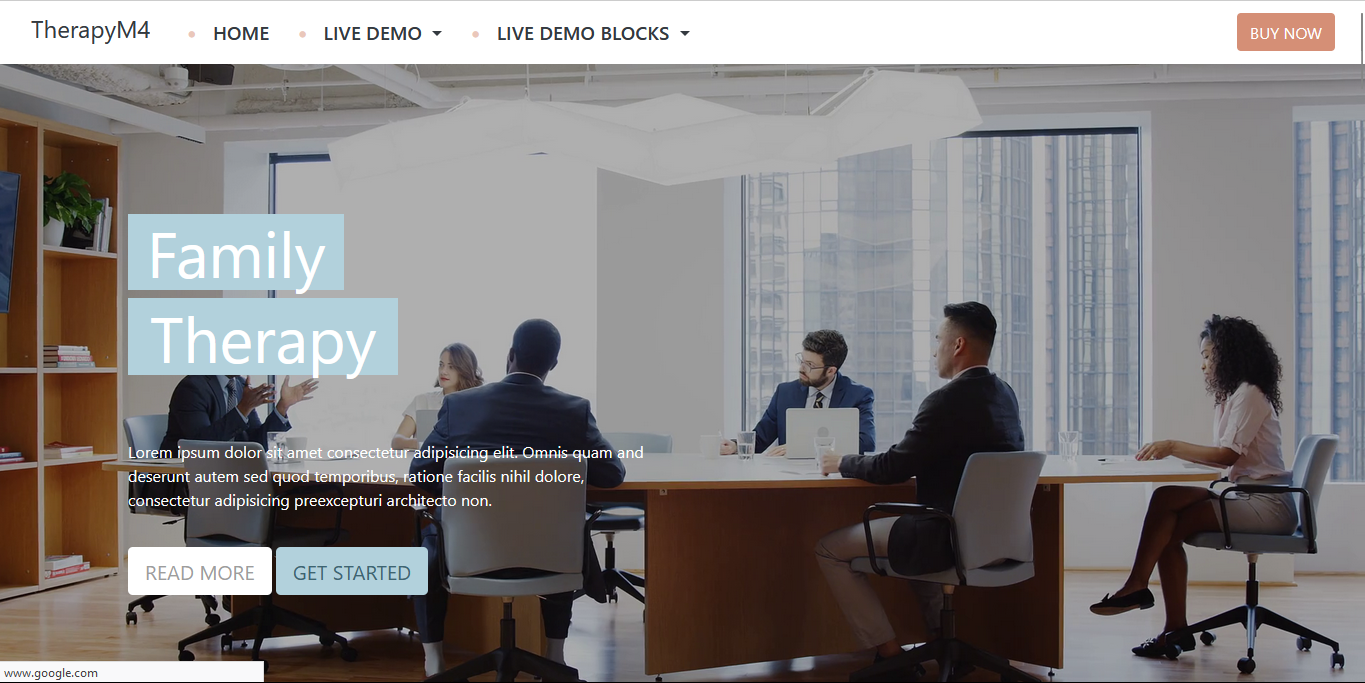 TherapyM4
HOME
LIVE DEMO
LIVE DEMO BLOCKS
BUY NOW
Family
Therapy
Lorem ipsum dolor sit amet consectetur adipisicing elit. Omnis quam and
deserunt autem sed quod temporibus, ratione facilis nihil dolore,
consectetur adipisicing preexcepturi architecto non.
READ MORE
GET STARTED
www.google.com